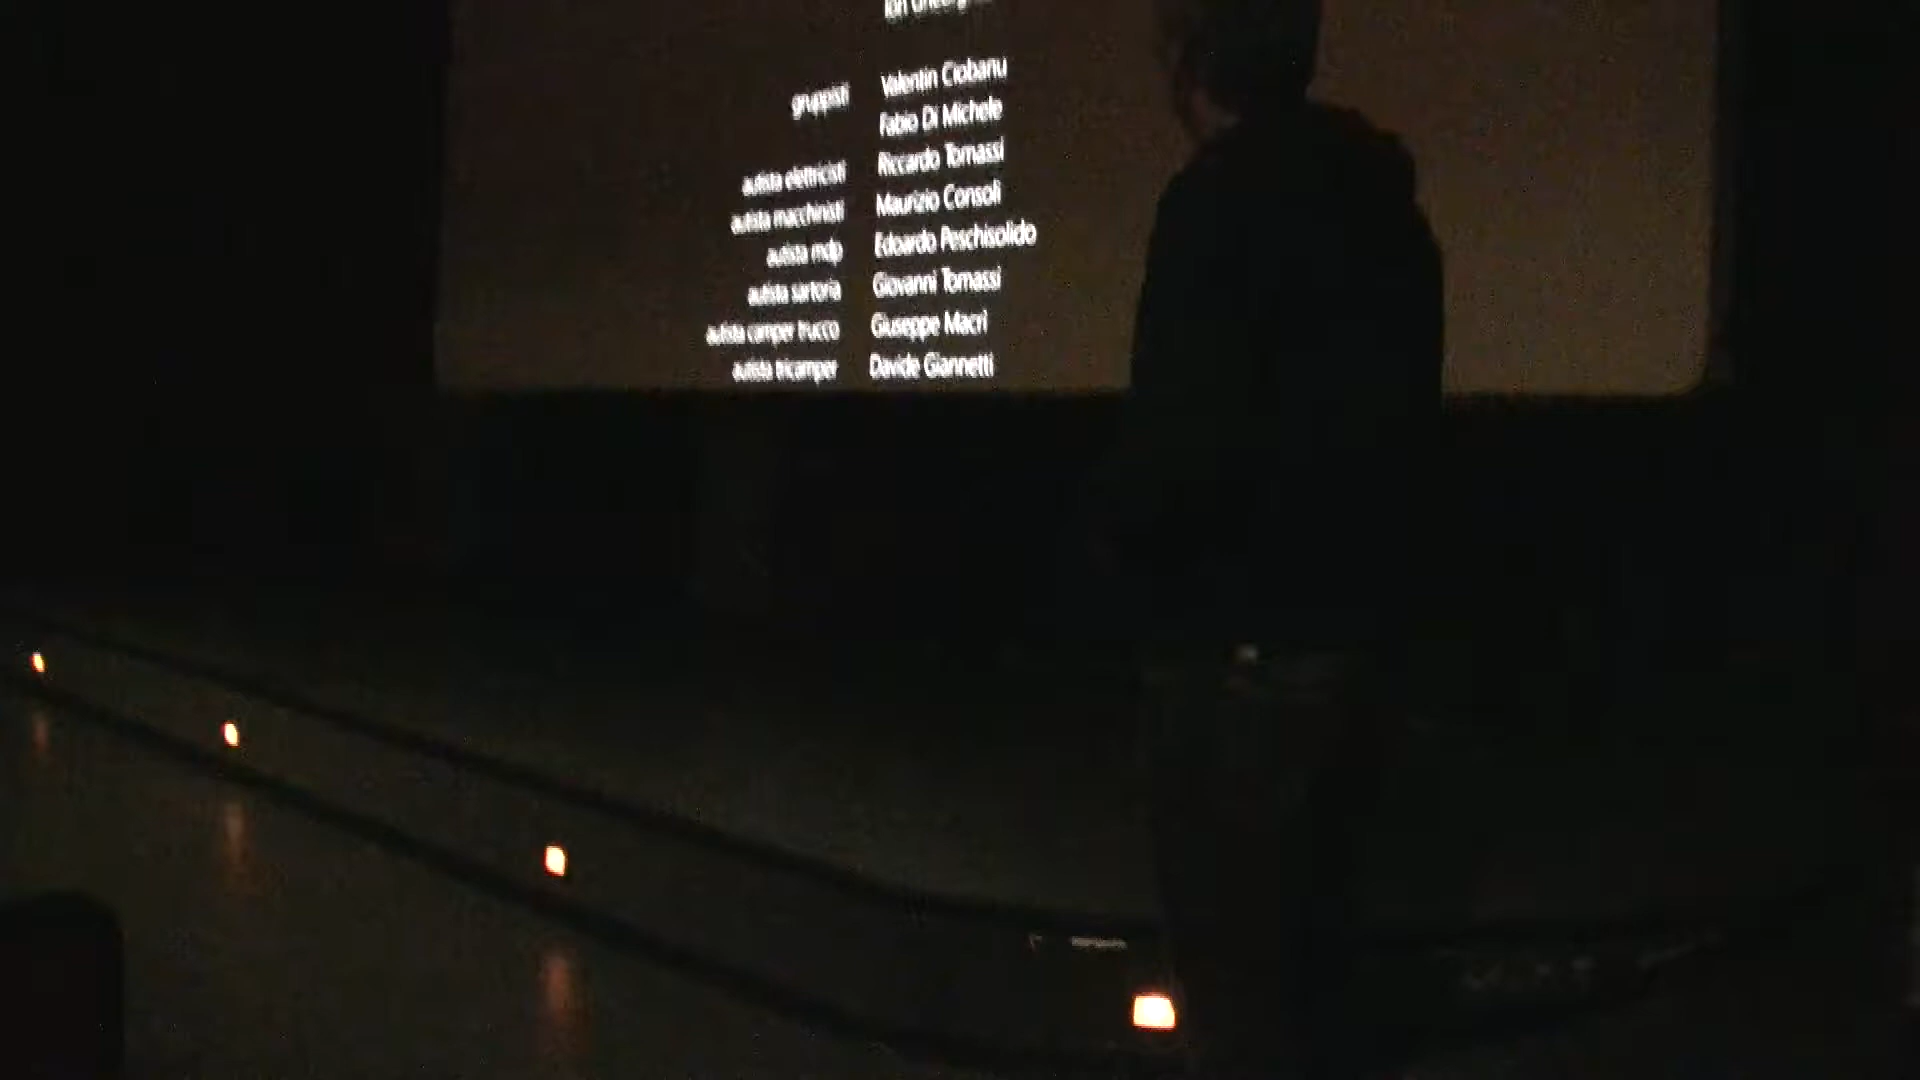 gruppisti Valentin Ciobanu
Fabio Di Michele
autista elettricisti Riccardo Tomassi
autista macchinisti Maurizio Consoli
autista mdp Edoardo Peschisolido
autista sartoria Giovanni Tomassi
autista camper trucco Giuseppe Macrì
autista tricamper Davide Giannetti